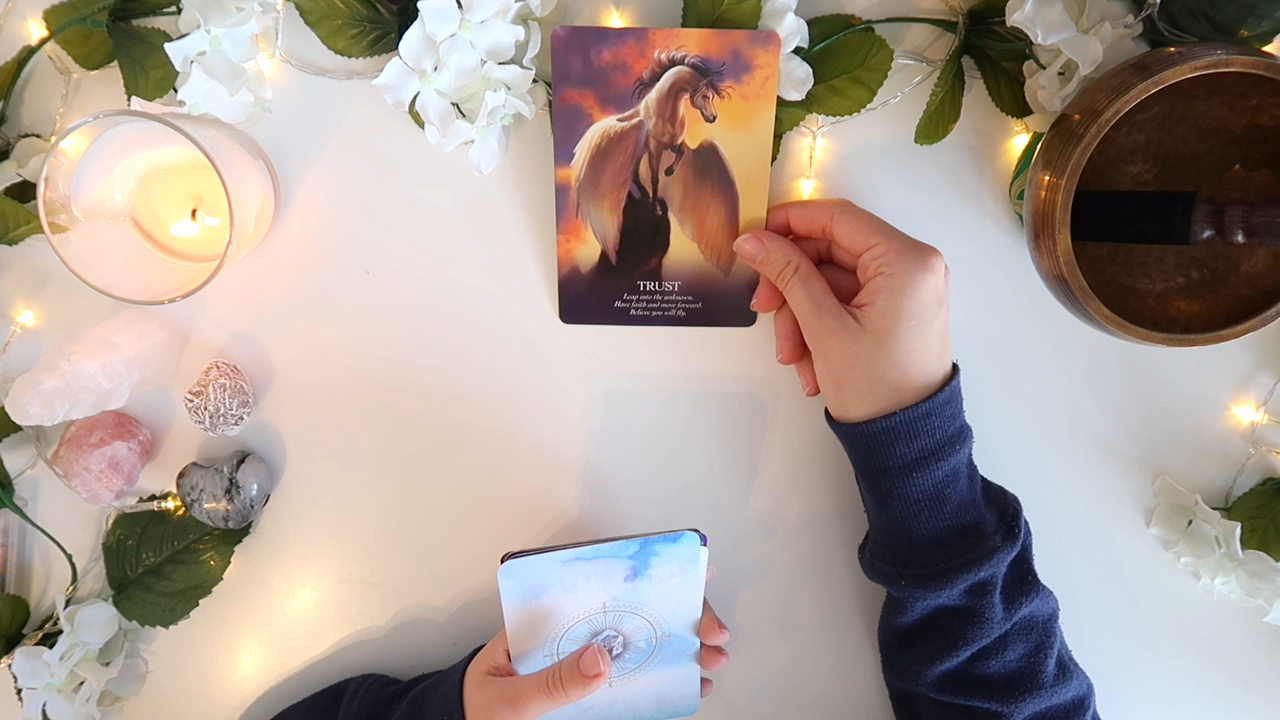 TRUST
Leap into the unknown.
Have faith and move forward.
Believe you will fly.